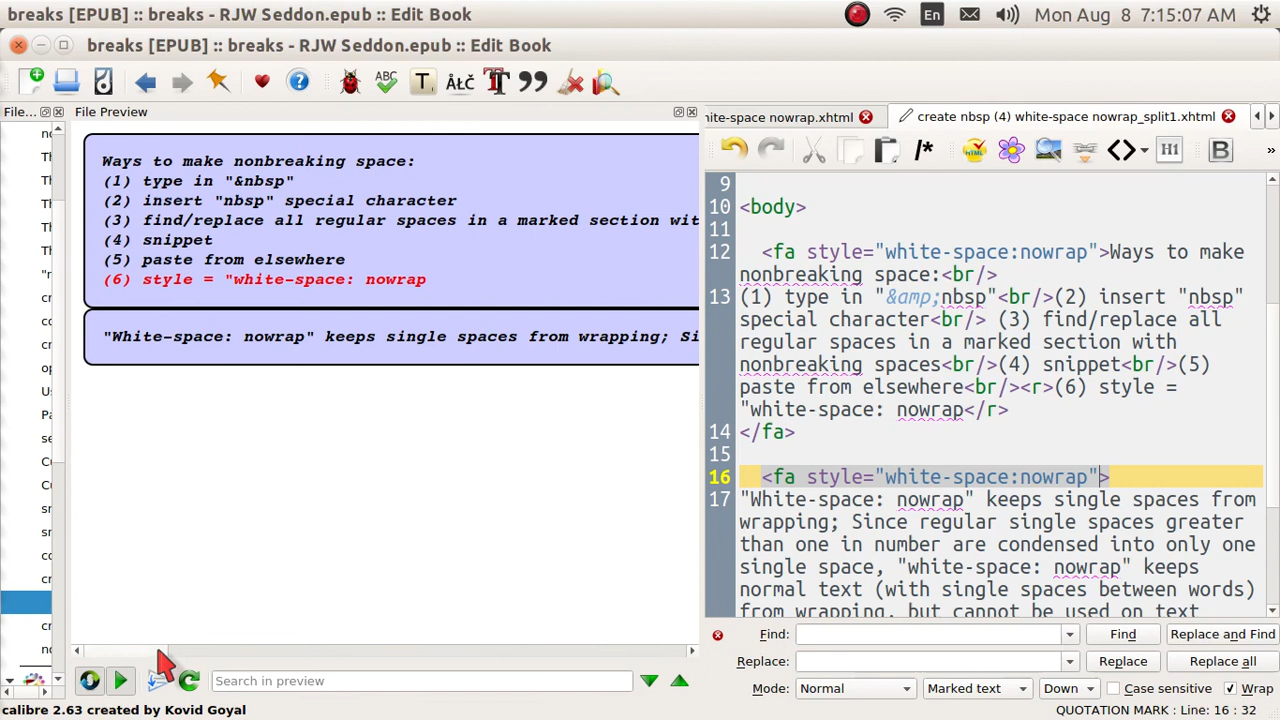 breaks [EPUB] :: breaks - RJW Seddon.epub :: Edit Book
En
Mon Aug 8 7:15:07 AM
breaks [EPUB] :: breaks - RJW Seddon.epub :: Edit Book
ABC
T
ÅŁČ
T
File...
File Preview
Ways to make nonbreaking space:
(1) type in "&nbsp"
(2) insert "nbsp" special character
(3) find/replace all regular spaces in a marked section wit
(4) snippet
(5) paste from elsewhere
(6) style = "white-space: nowrap
"White-space: nowrap" keeps single spaces from wrapping; Si
Search in preview
calibre 2.63 created by Kovid Goyal
ite-space nowrap.xhtml
create nbsp (4) white-space nowrap_split1.xhtml
/*
H1
B
»
9
10 <body>
11
12 <fa style="white-space:nowrap">Ways to make
nonbreaking space:<br/>
13 (1) type in "&amp;nbsp"<br/>(2) insert "nbsp"
special character<br/> (3) find/replace all
regular spaces in a marked section with
nonbreaking spaces<br/>(4) snippet<br/>(5)
paste from elsewhere<br/><r>(6) style =
"white-space: nowrap</r>
14 </fa>
15
16 <fa style="white-space:nowrap">
17 "White-space: nowrap" keeps single spaces from
wrapping; Since regular single spaces greater
than one in number are condensed into only one
single space, "white-space: nowrap" keeps
normal text (with single spaces between words)
from wrapping, but cannot be used on text
Find:
Find
Replace and Find
Replace:
Replace
Replace all
Mode:
Normal
Marked text
Down
Case sensitive
Wrap
QUOTATION MARK : Line: 16 : 32